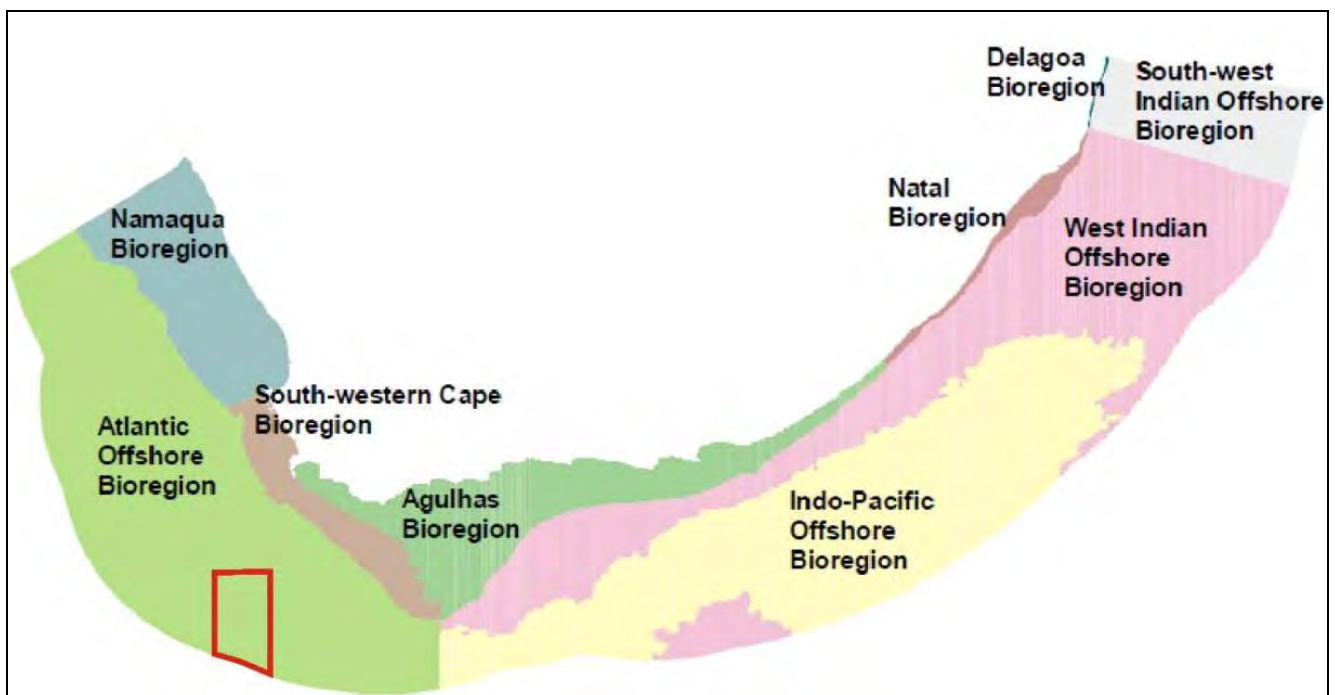 Delagoa
Bioregion
South-west
Indian Offshore
Bioregion
Namaqua
Bioregion
Natal
Bioregion
West Indian
Offshore
Bioregion
South-western Cape
Bioregion
Atlantic
Offshore
Bioregion
Agulhas
Bioregion
Indo-Pacific
Offshore
Bioregion